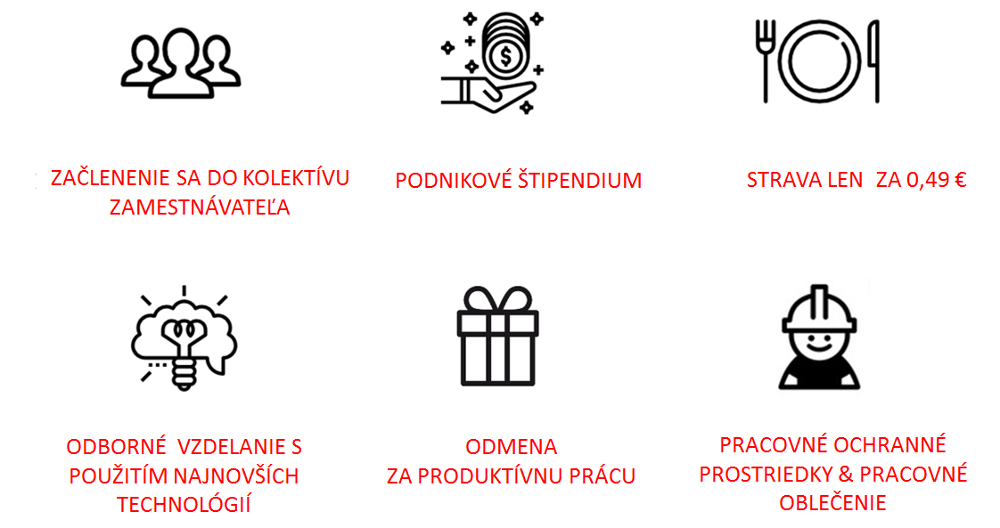 ZAČLENENIE SA DO KOLEKTÍVU
ZAMESTNÁVATEĽA
PODNIKOVÉ ŠTIPENDIUM
STRAVA LEN ZA 0,49 €
ODBORNÉ VZDELANIE S
POUŽITÍM NAJNOVŠÍCH
TECHNOLÓGIÍ
ODMENA
ZA PRODUKTÍVNU PRÁCU
PRACOVNÉ OCHRANNÉ
PROSTRIEDKY & PRACOVNÉ
OBLEČENIE